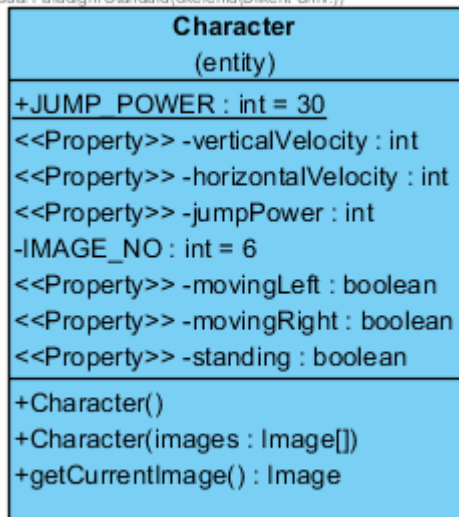 Character
(entity)
+JUMP_POWER : int = 30
<<Property>> -verticalVelocity : int
<<Property>> -horizontalVelocity : int
<<Property>> -jumpPower : int
-IMAGE_NO : int = 6
<<Property>> -movingLeft : boolean
<<Property>> -movingRight : boolean
<<Property>> -standing : boolean
+Character()
+Character(images : Image[])
+getCurrentImage() : Image